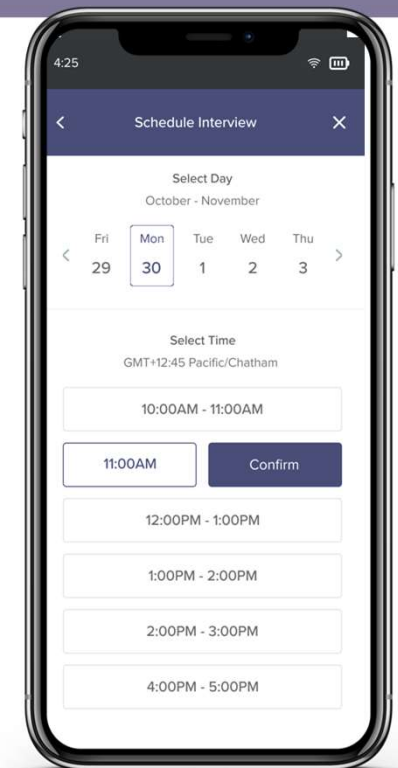 4:25
Schedule Interview
Select Day
October - November
Fri Mon Tue Wed Thu
29 30 1 2 3
Select Time
GMT+12:45 Pacific/Chatham
10:00AM - 11:00AM
11:00AM Confirm
12:00PM - 1:00PM
1:00PM - 2:00PM
2:00PM - 3:00PM
4:00PM - 5:00PM